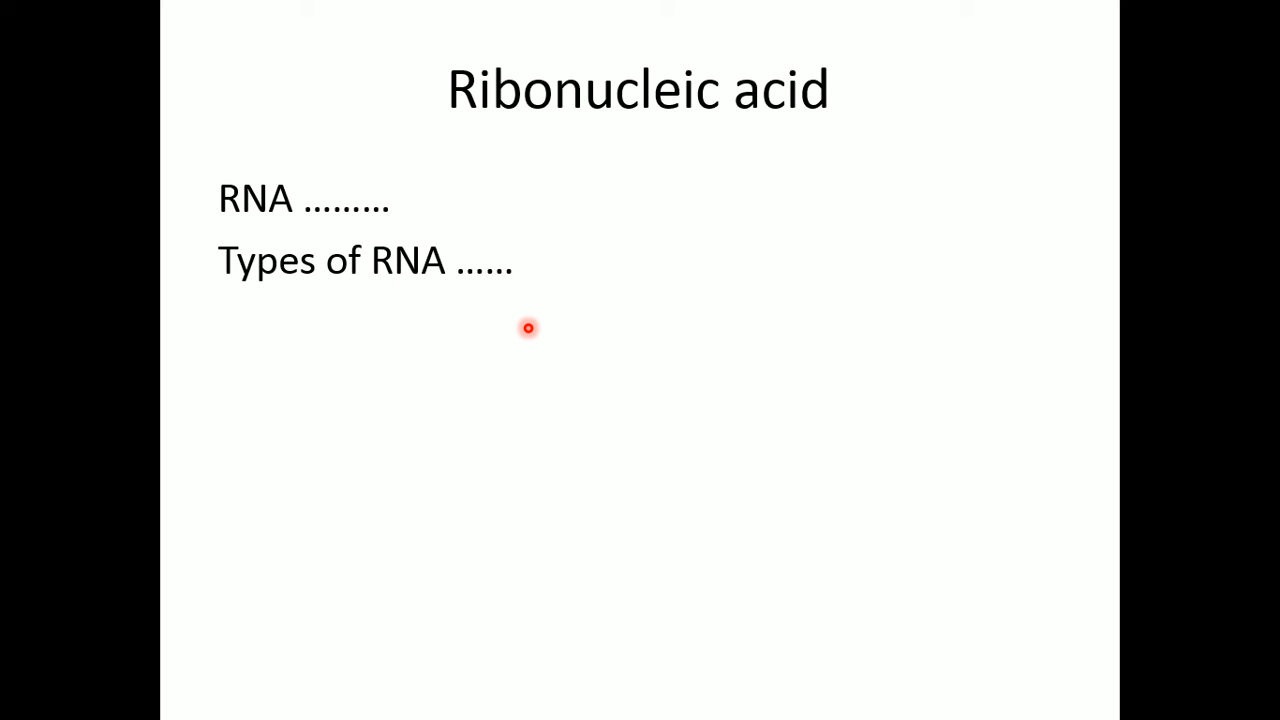 Ribonucleic acid
RNA ………
Types of RNA ……